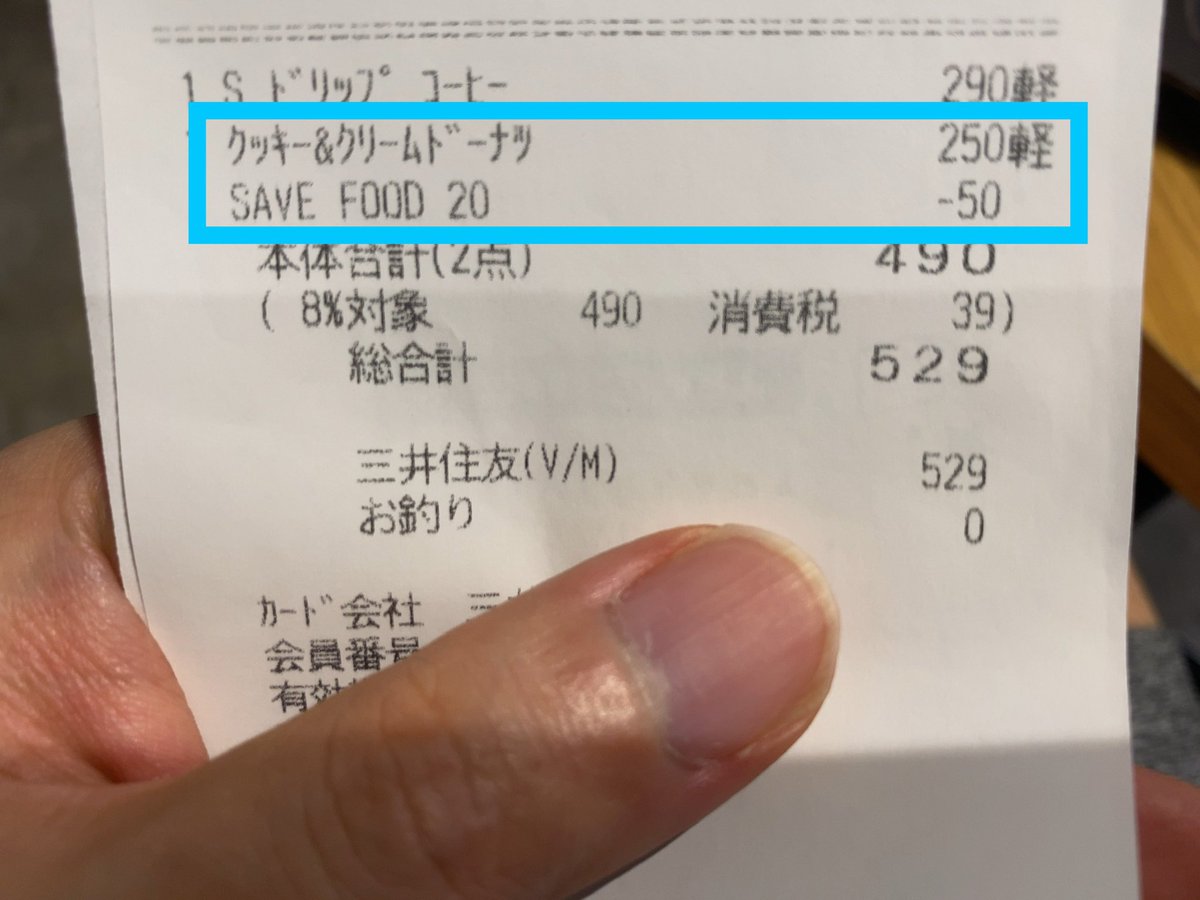 1 S ﾄﾞﾘｯﾌﾟ ｺｰﾋｰ 290軽
ｸｯｷｰ&ｸﾘｰﾑﾄﾞｰﾅﾂ 250軽
SAVE FOOD 20 -50
本体合計(2点) 490
( 8%対象 490 消費税 39)
総合計 529
三井住友(V/M) 529
お釣り 0
ｶｰﾄﾞ会社
会員番号
有効